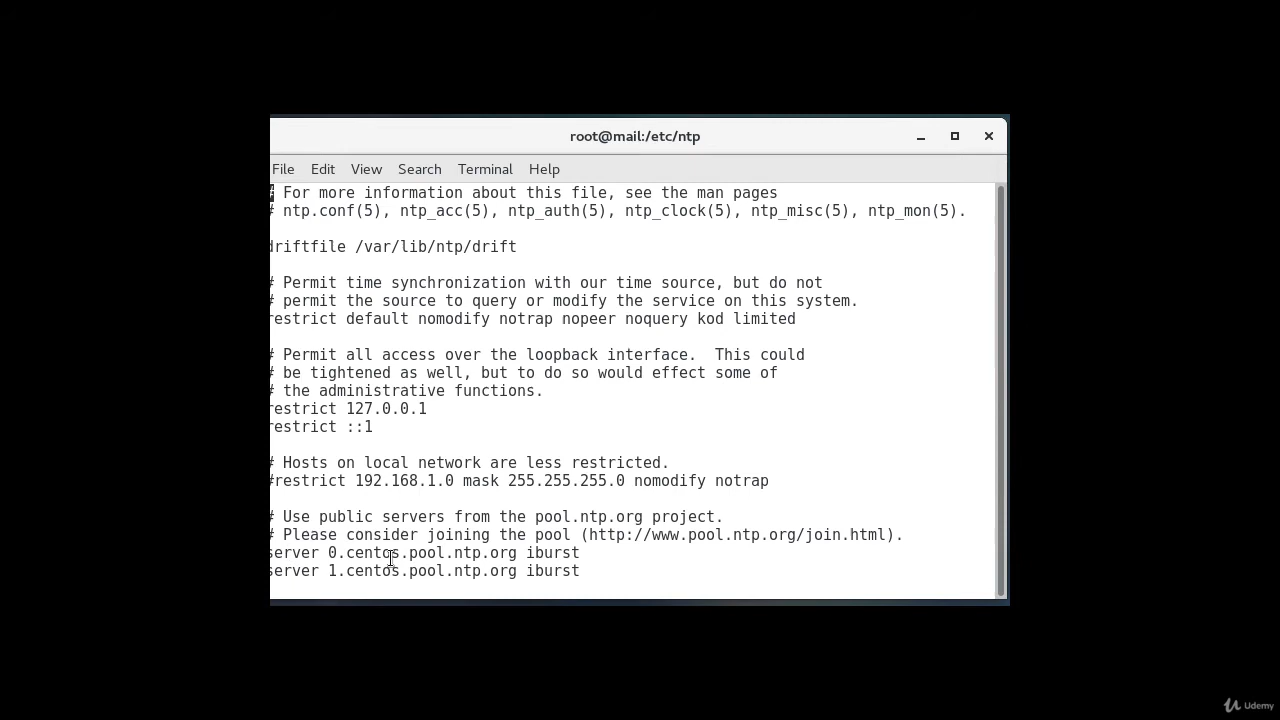 root@mail:/etc/ntp
File Edit View Search Terminal Help
# For more information about this file, see the man pages
# ntp.conf(5), ntp_acc(5), ntp_auth(5), ntp_clock(5), ntp_misc(5), ntp_mon(5).
driftfile /var/lib/ntp/drift
# Permit time synchronization with our time source, but do not
# permit the source to query or modify the service on this system.
restrict default nomodify notrap nopeer noquery kod limited
# Permit all access over the loopback interface.  This could
# be tightened as well, but to do so would effect some of
# the administrative functions.
restrict 127.0.0.1
restrict ::1
# Hosts on local network are less restricted.
#restrict 192.168.1.0 mask 255.255.255.0 nomodify notrap
# Use public servers from the pool.ntp.org project.
# Please consider joining the pool (http://www.pool.ntp.org/join.html).
server 0.centos.pool.ntp.org iburst
server 1.centos.pool.ntp.org iburst
Udemy